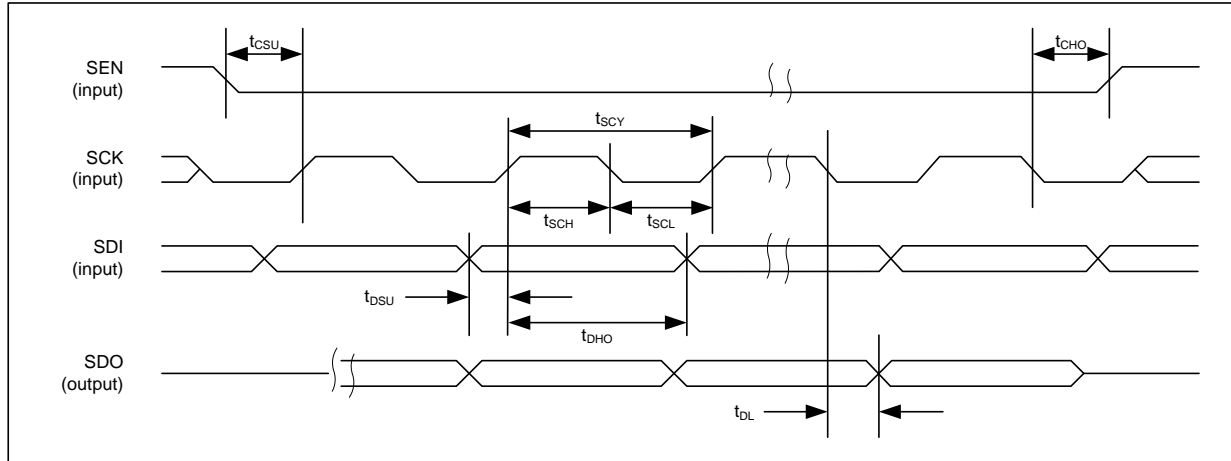 tCSU
tCHO
SEN
(input)
tSCY
SCK
(input)
tSCH
tSCL
SDI
(input)
tDSU
tDHO
SDO
(output)
tDL